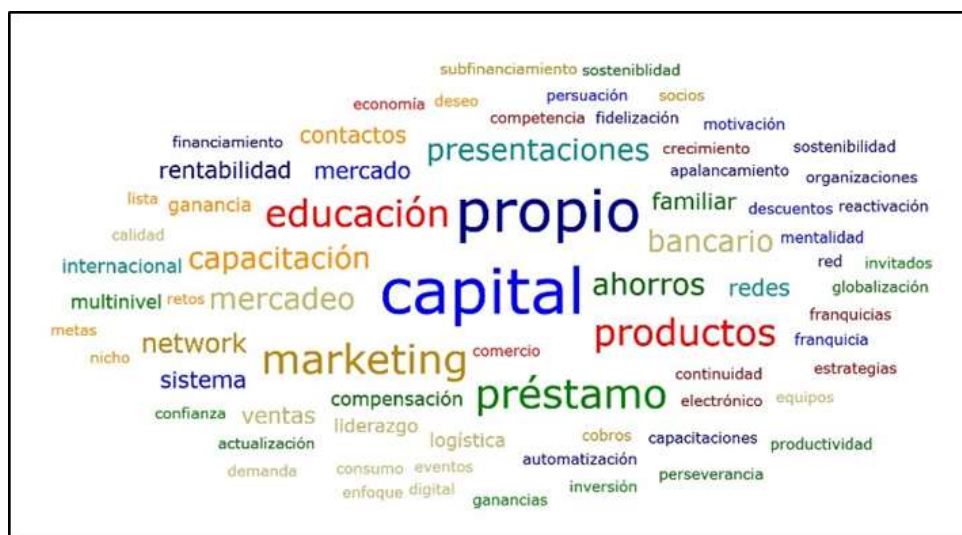 subfinanciamiento sosteniblidad
economía deseo persuación socios
competencia fidelización motivación
financiamiento contactos presentaciones crecimiento sostenibilidad
rentabilidad mercado apalancamiento organizaciones
lista ganancia educación propio familiar descuentos reactivación
calidad bancario mentalidad
internacional capacitación red invitados
multinivel retos mercadeo capital ahorros redes globalización
metas franquicias
nicho network marketing comercio productos franquicia
sistema continuidad estrategias
compensación préstamo electrónico equipos
confianza ventas liderazgo
actualización logística cobros capacitaciones productividad
demanda consumo eventos automatización perseverancia
enfoque digital ganancias inversión